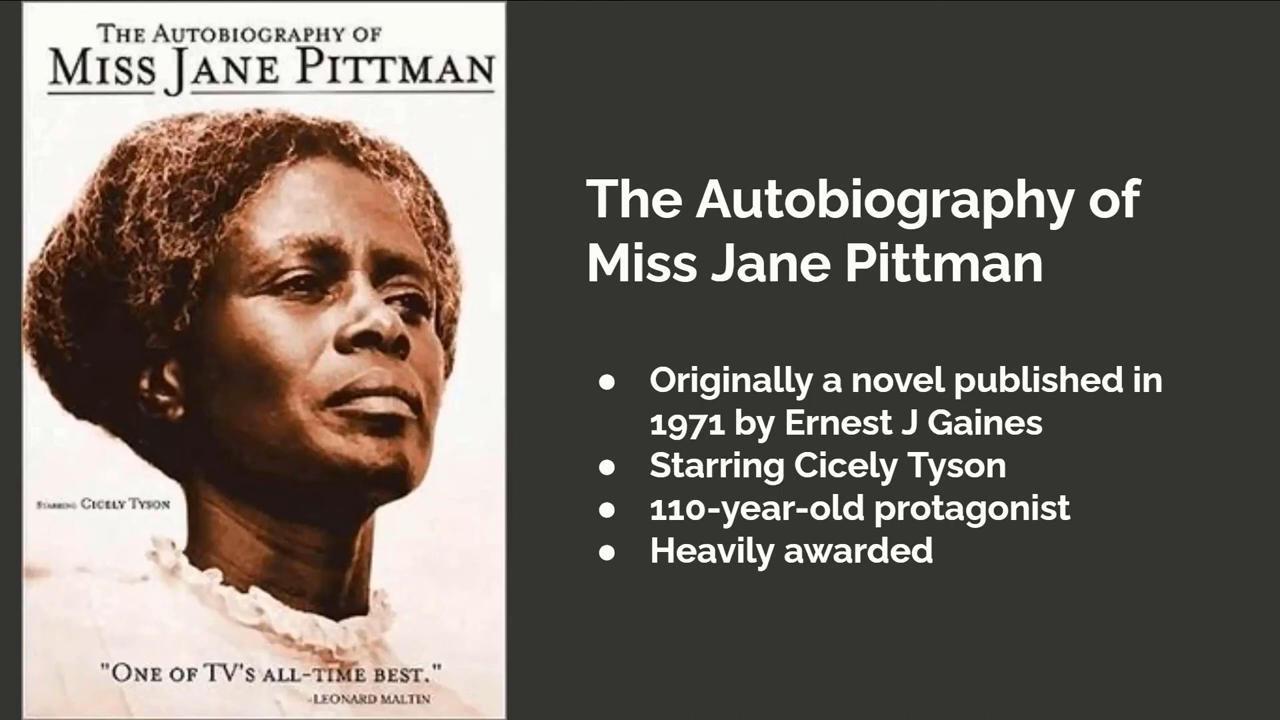 The Autobiography of
Miss Jane Pittman
Starring Cicely Tyson
"One of TV's all-time best."
-Leonard Maltin
The Autobiography of
Miss Jane Pittman
● Originally a novel published in
1971 by Ernest J Gaines
● Starring Cicely Tyson
● 110-year-old protagonist
● Heavily awarded